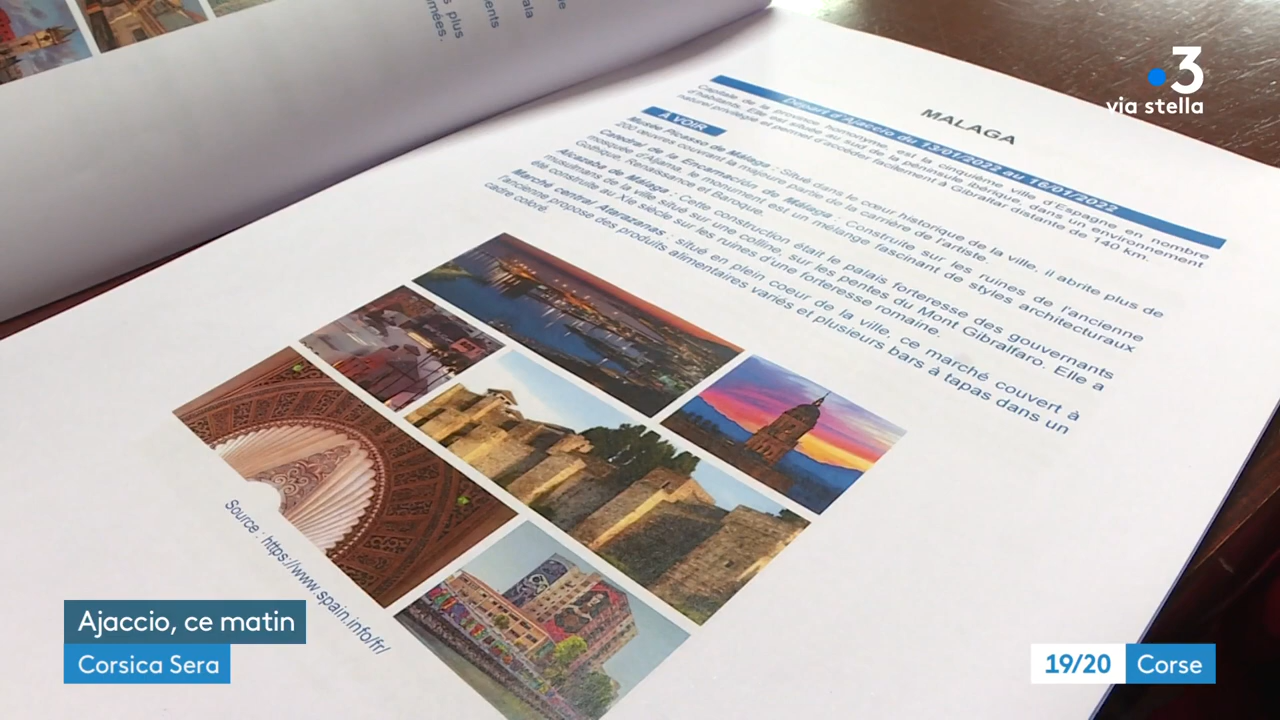 3
via stella
plus
mées.
ents
ala
MALAGA
Départ d'Ajaccio du 13/01/2022 au 16/01/2022
Capitale de la province homonyme, est la cinquième ville d'Espagne en nombre
d'habitants. Elle est située au sud de la péninsule ibérique, dans un environnement
naturel privilégié et permet d'accéder facilement à Gibraltar distante de 140 km.
A VOIR
Musée Picasso de Málaga : Situé dans le cœur historique de la ville, il abrite plus de
200 œuvres couvrant la majoure partie de la carrière de l'artiste.
Catedral de la Encarnación de Málaga : Construite sur les ruines de l'ancienne
mosquée d'Aljama, le monument est un mélange fascinant de styles architecturaux
Gothique, Renaissance et Baroque.
Alcazaba de Málaga : Cette construction était le palais forteresse des gouvernants
musulmans de la ville situé sur une colline, sur les pentes du Mont Gibralfaro. Elle a
été construite au XIe siècle sur les ruines d'une forteresse romaine.
Marché central Atarazanas : situé en plein coeur de la ville, ce marché couvert à
l'ancienne propose des produits alimentaires variés et plusieurs bars à tapas dans un
cadre coloré.
Source : https://www.spain.info/fr/
Ajaccio, ce matin
Corsica Sera
19/20 Corse